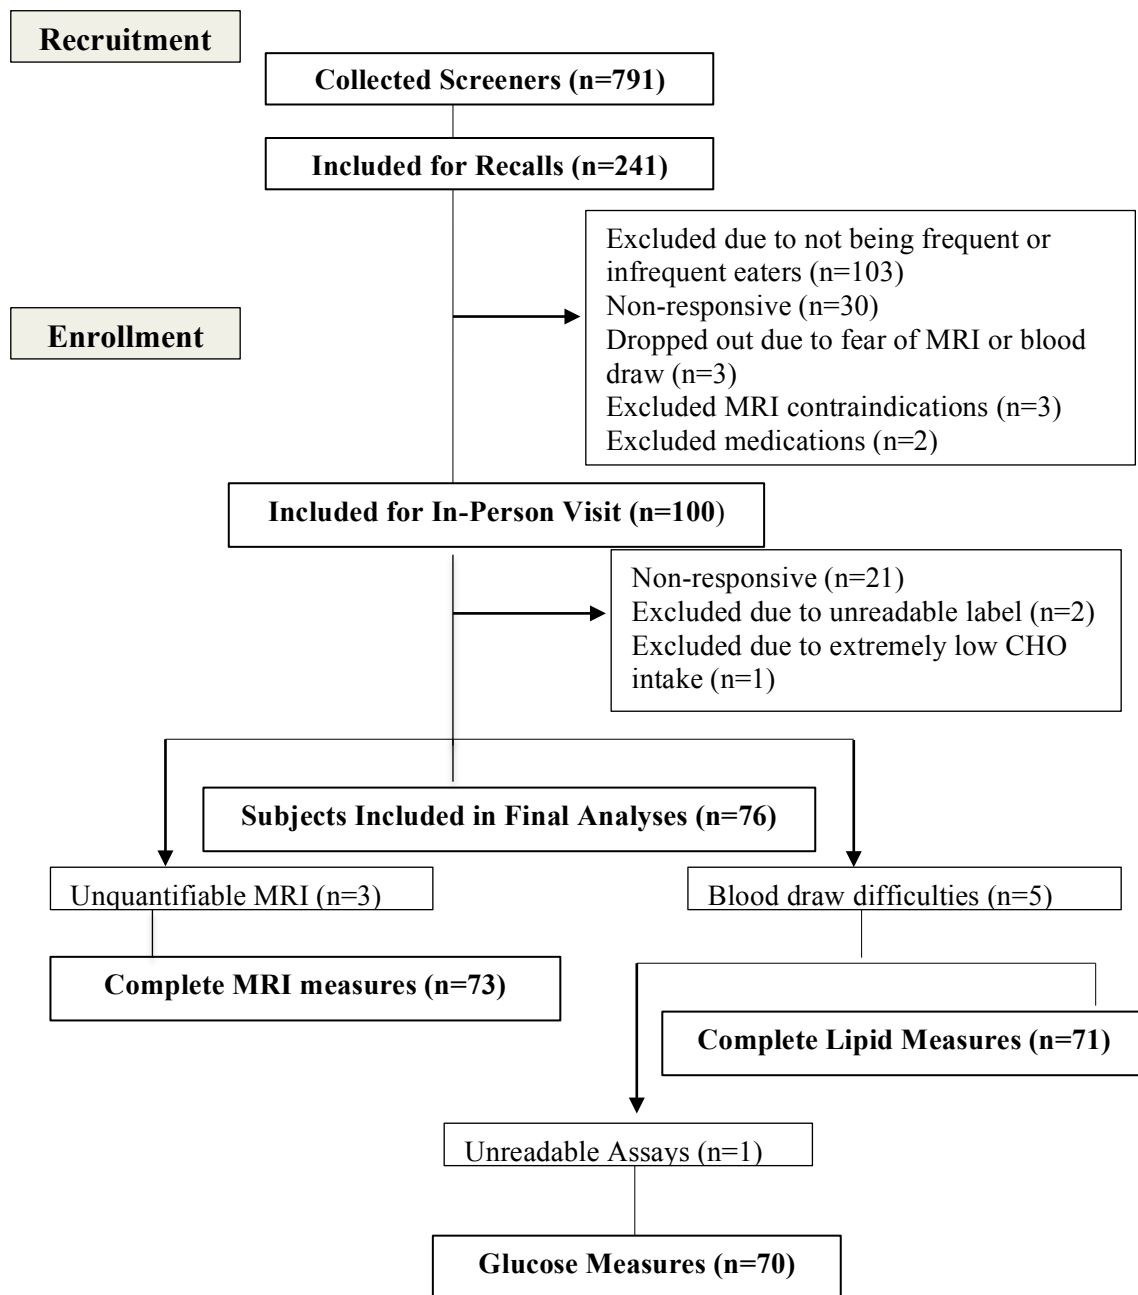 Recruitment
Collected Screeners (n=791)
Included for Recalls (n=241)
Excluded due to not being frequent or
infrequent eaters (n=103)
Non-responsive (n=30)
Dropped out due to fear of MRI or blood
draw (n=3)
Excluded MRI contraindications (n=3)
Excluded medications (n=2)
Enrollment
Included for In-Person Visit (n=100)
Non-responsive (n=21)
Excluded due to unreadable label (n=2)
Excluded due to extremely low CHO
intake (n=1)
Subjects Included in Final Analyses (n=76)
Unquantifiable MRI (n=3)
Blood draw difficulties (n=5)
Complete MRI measures (n=73)
Complete Lipid Measures (n=71)
Unreadable Assays (n=1)
Glucose Measures (n=70)